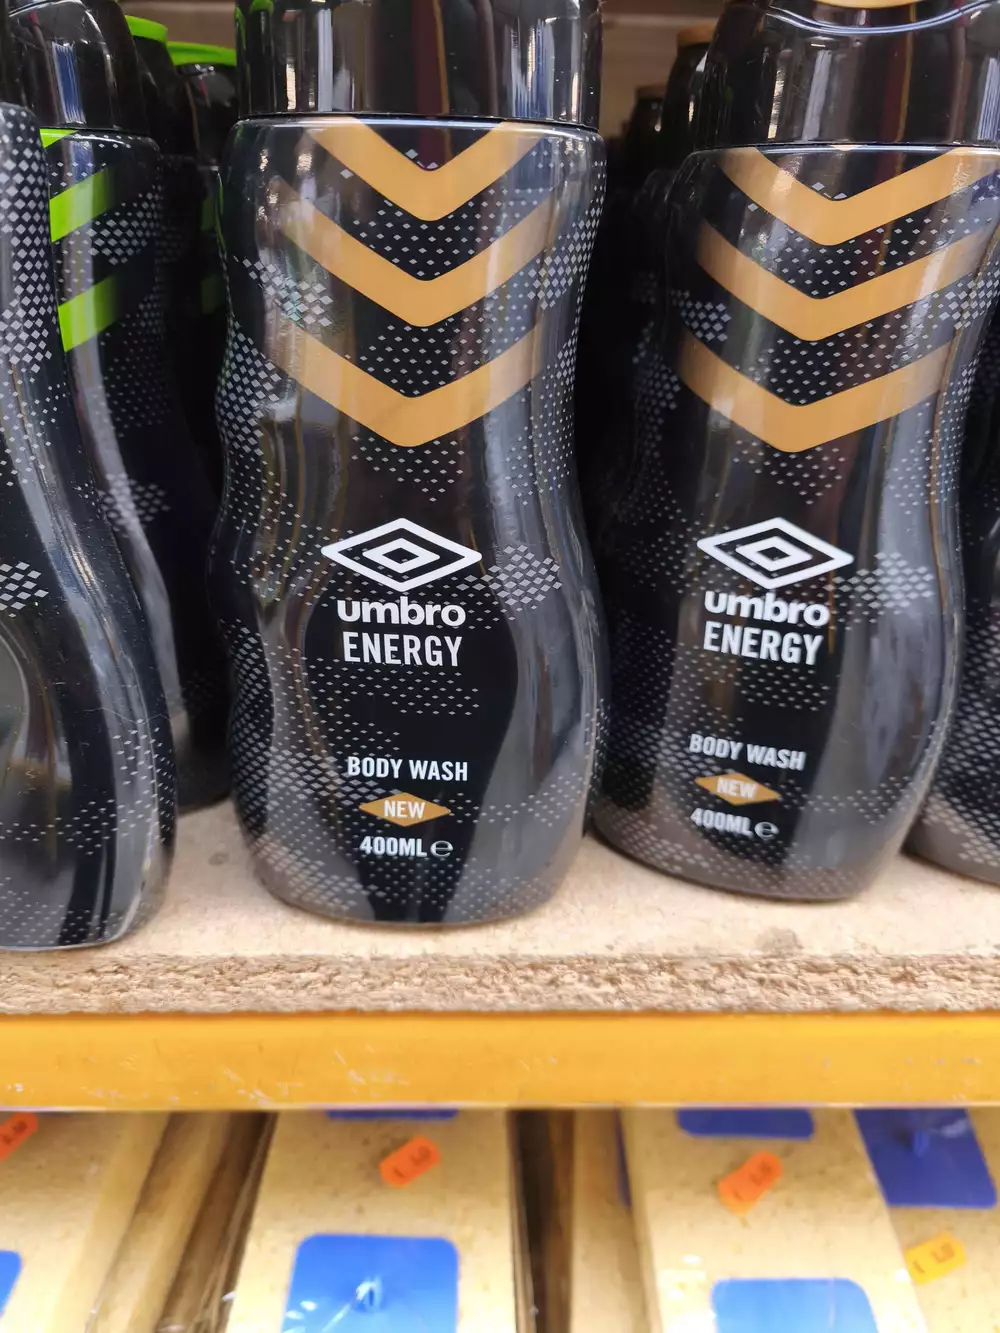 umbro
ENERGY
BODY WASH
NEW
400ML e
umbro
ENERGY
BODY WASH
NEW
400ML e